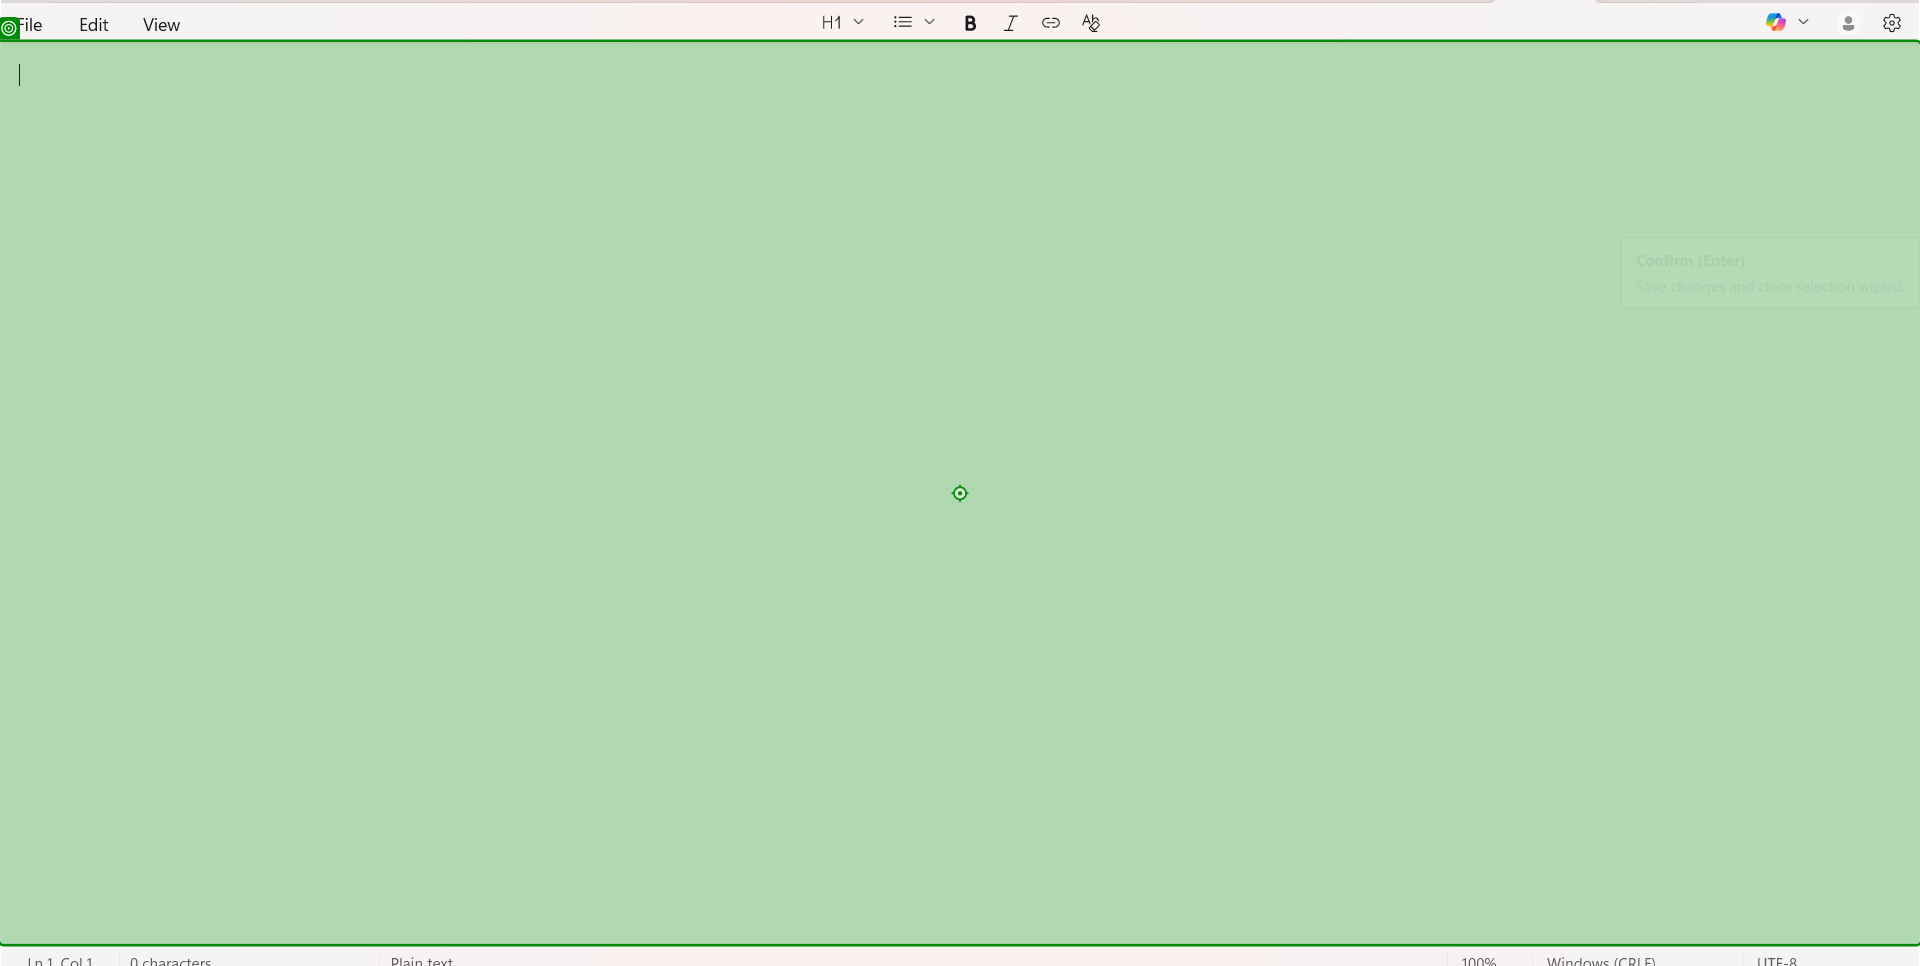 File Edit View H1 B I Ab
Confirm (Enter)
Save changes and close selection wizard.
Ln 1, Col 1 0 characters Plain text 100% Windows (CRLF) UTF-8